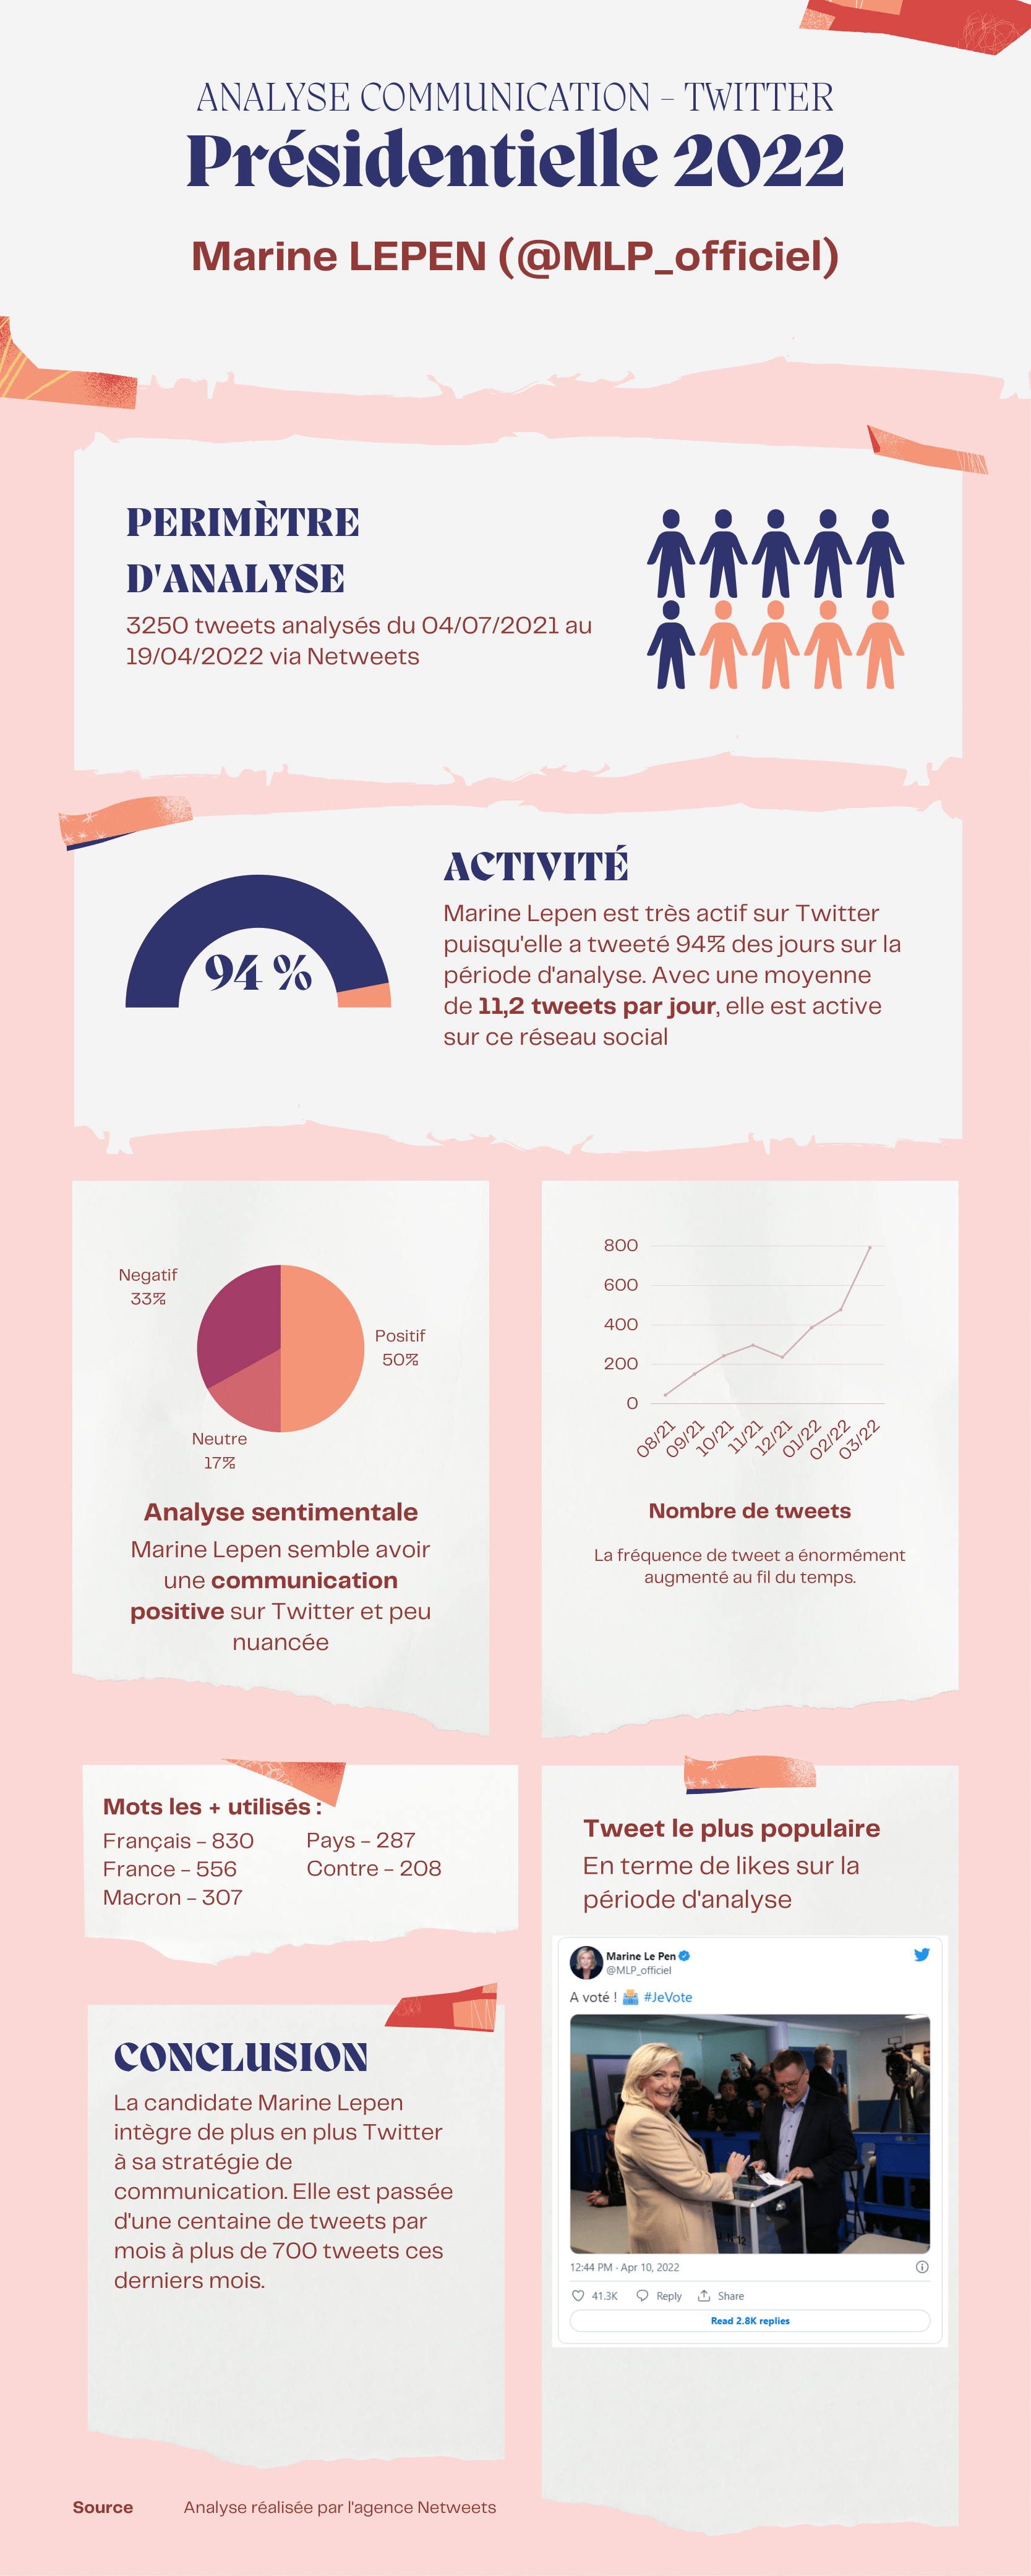 ANALYSE COMMUNICATION - TWITTER
Présidentielle 2022
Marine LEPEN (@MLP_officiel)
PERIMÈTRE
D'ANALYSE
3250 tweets analysés du 04/07/2021 au
19/04/2022 via Netweets
94 %
ACTIVITÉ
Marine Lepen est très actif sur Twitter
puisqu'elle a tweeté 94% des jours sur la
période d'analyse. Avec une moyenne
de 11,2 tweets par jour, elle est active
sur ce réseau social
Negatif
33%
Positif
50%
Neutre
17%
Analyse sentimentale
Marine Lepen semble avoir
une communication
positive sur Twitter et peu
nuancée
800
600
400
200
0
08/21
09/21
10/21
11/21
12/21
01/22
02/22
03/22
Nombre de tweets
La fréquence de tweet a énormément
augmenté au fil du temps.
Mots les + utilisés :
Français - 830
France - 556
Macron - 307
Pays - 287
Contre - 208
Tweet le plus populaire
En terme de likes sur la
période d'analyse
Marine Le Pen
@MLP_officiel
A voté ! 🗳️ #JeVote
12:44 PM · Apr 10, 2022
41.3K Reply Share
Read 2.8K replies
CONCLUSION
La candidate Marine Lepen
intègre de plus en plus Twitter
à sa stratégie de
communication. Elle est passée
d'une centaine de tweets par
mois à plus de 700 tweets ces
derniers mois.
Source Analyse réalisée par l'agence Netweets